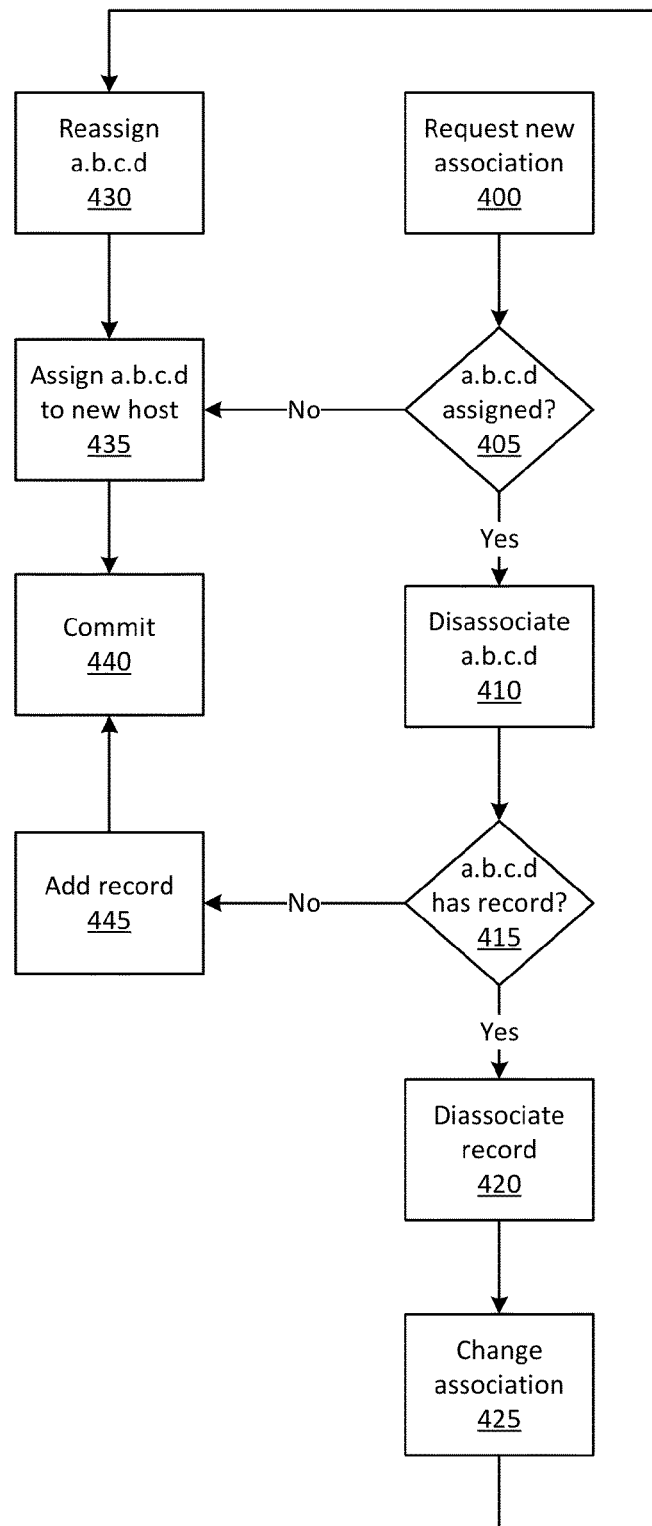 Reassign
a.b.c.d
430
Request new
association
400
Assign a.b.c.d
to new host
435
No
a.b.c.d
assigned?
405
Yes
Commit
440
Disassociate
a.b.c.d
410
Add record
445
No
a.b.c.d
has record?
415
Yes
Diassociate
record
420
Change
association
425